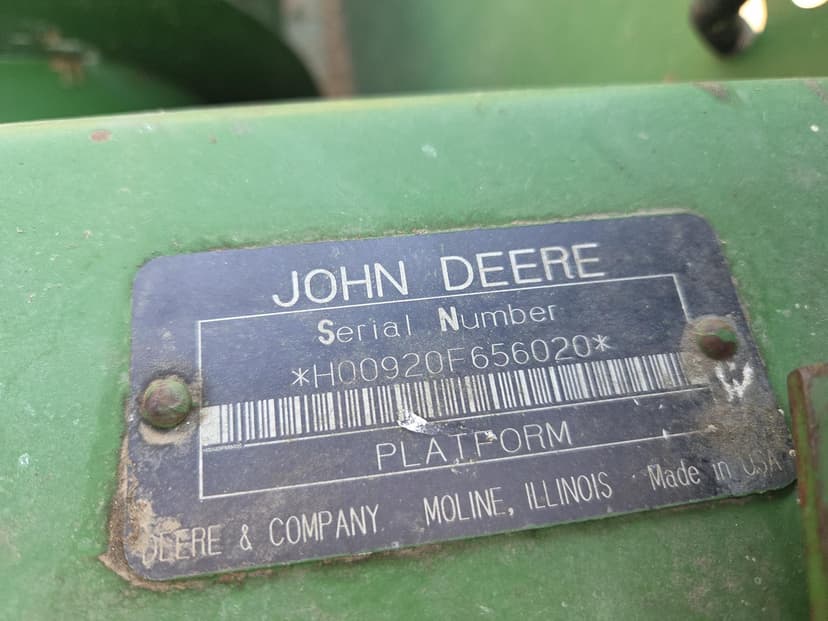 JOHN DEERE
Serial Number
*H00920F656020*
W
PLATFORM
DEERE & COMPANY MOLINE, ILLINOIS Made in USA